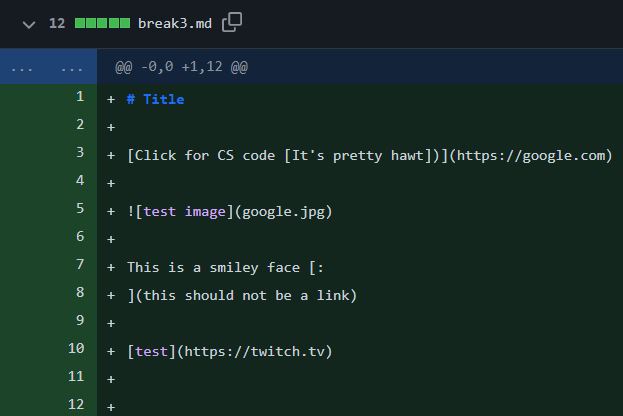 12 break3.md
... ... @@ -0,0 +1,12 @@
1 + # Title
2 +
3 + [Click for CS code [It's pretty hawt])](https://google.com)
4 +
5 + ![test image](google.jpg)
6 +
7 + This is a smiley face [:
8 + ](this should not be a link)
9 +
10 + [test](https://twitch.tv)
11 +
12 +